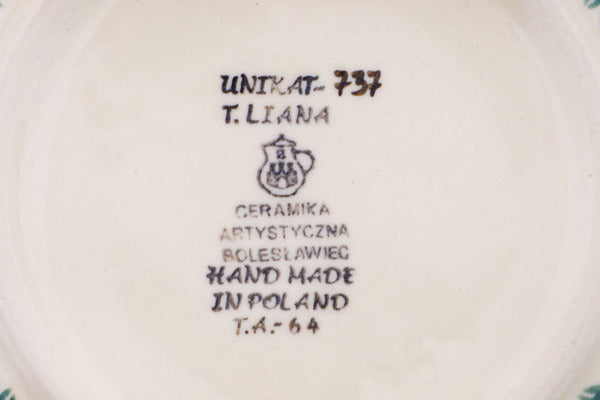 UNIKAT- 737
T. LIANA
CERAMIKA
ARTYSTYCZNA
BOLESŁAWIEC
HAND MADE
IN POLAND
T.A.-64